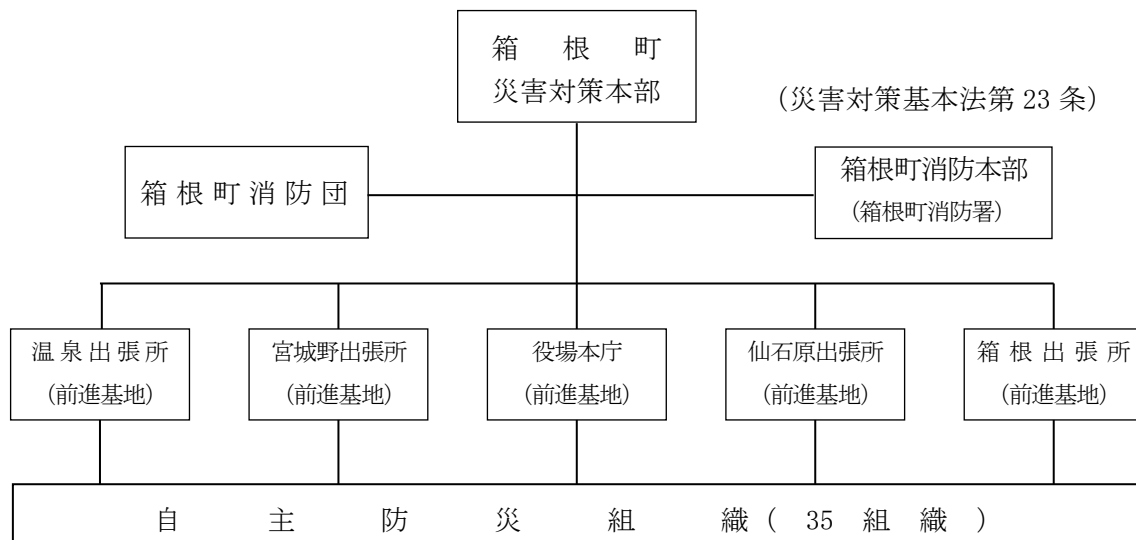 箱根町
災害対策本部
(災害対策基本法第 23 条)
箱根町消防団
箱根町消防本部
(箱根町消防署)
温泉出張所
(前進基地)
宮城野出張所
(前進基地)
役場本庁
(前進基地)
仙石原出張所
(前進基地)
箱根出張所
(前進基地)
自主防災組織( 35 組織 )